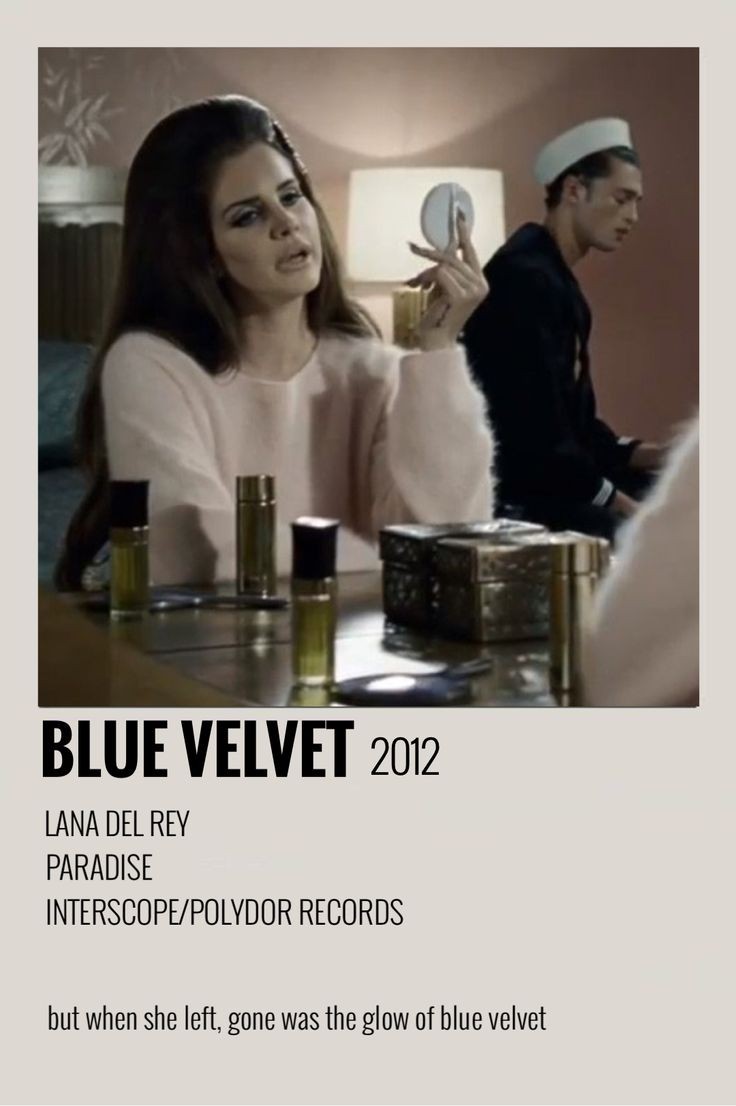 BLUE VELVET 2012
LANA DEL REY
PARADISE
INTERSCOPE/POLYDOR RECORDS
but when she left, gone was the glow of blue velvet